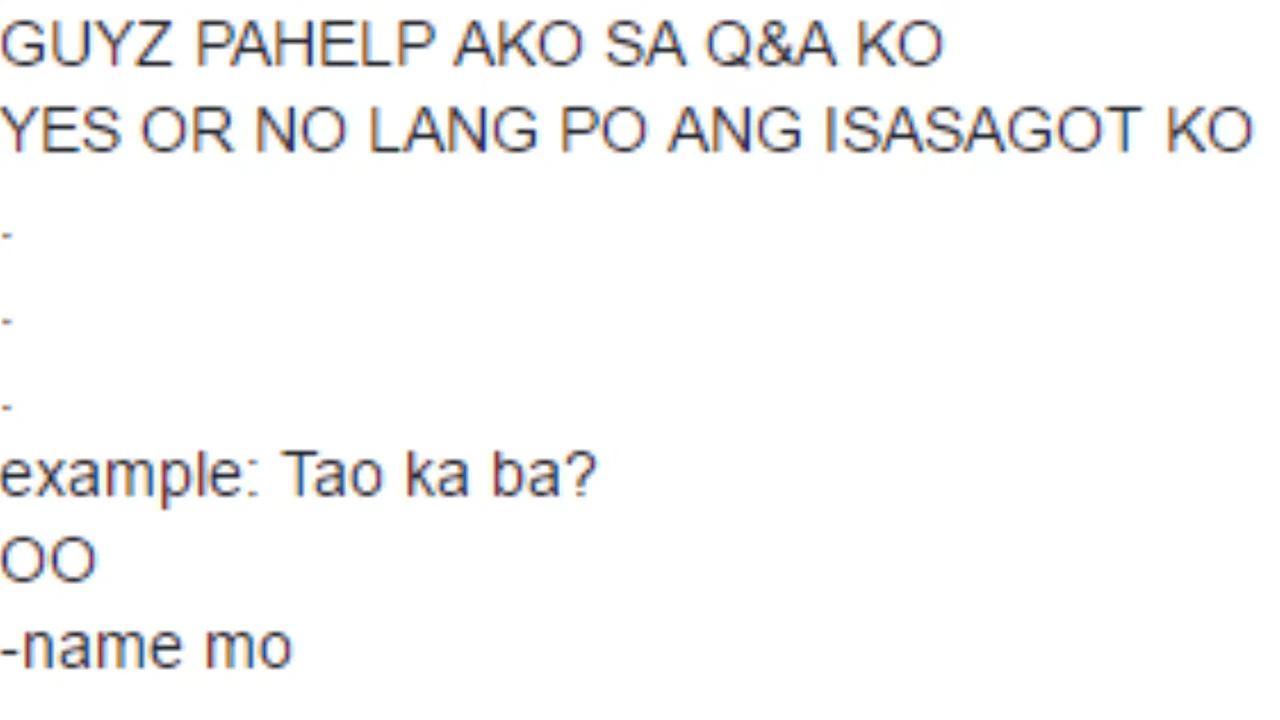 GUYZ PAHELP AKO SA Q&A KO
YES OR NO LANG PO ANG ISASAGOT KO
-
-
-
example: Tao ka ba?
OO
-name mo